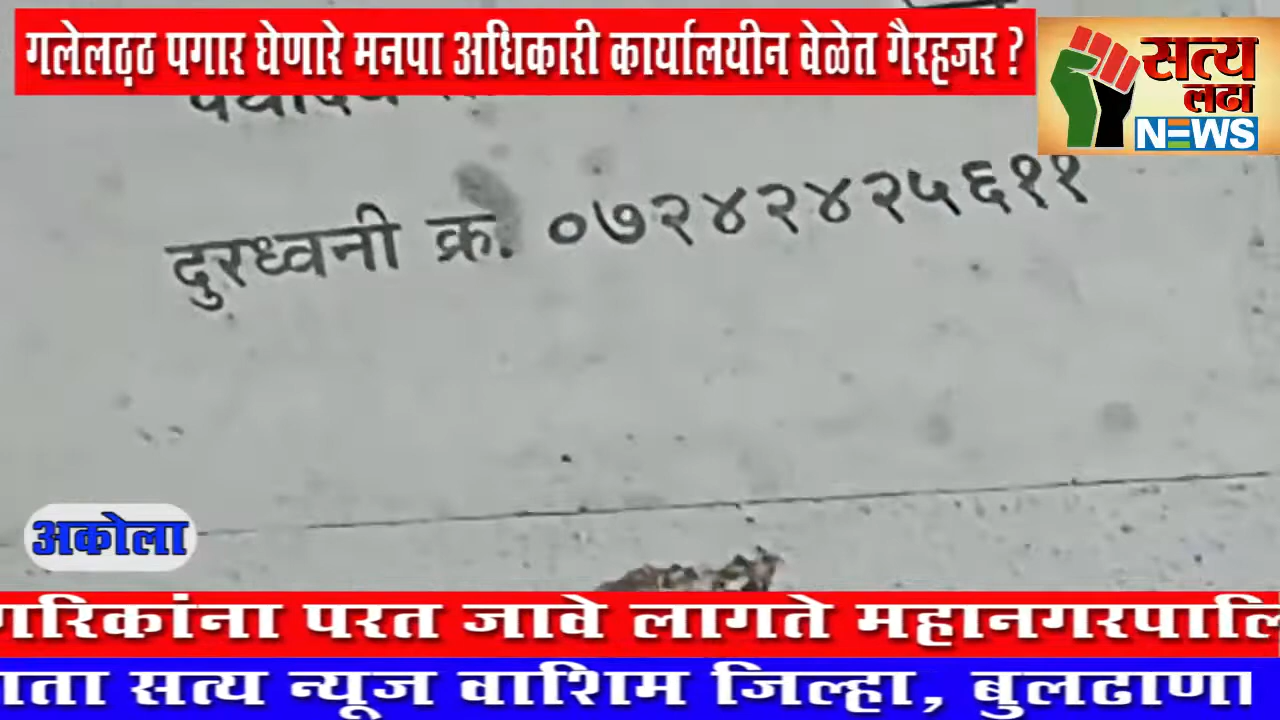 गलेलठ्ठ पगार घेणारे मनपा अधिकारी कार्यालयीन वेळेत गैरहजर ?
सत्य
लढा
NEWS
दुरध्वनी क्र. ०७२४२४२५६११
अकोला
गरिकांना परत जावे लागते महानगरपालि
ाता सत्य न्यूज वाशिम जिल्हा, बुलढाणा